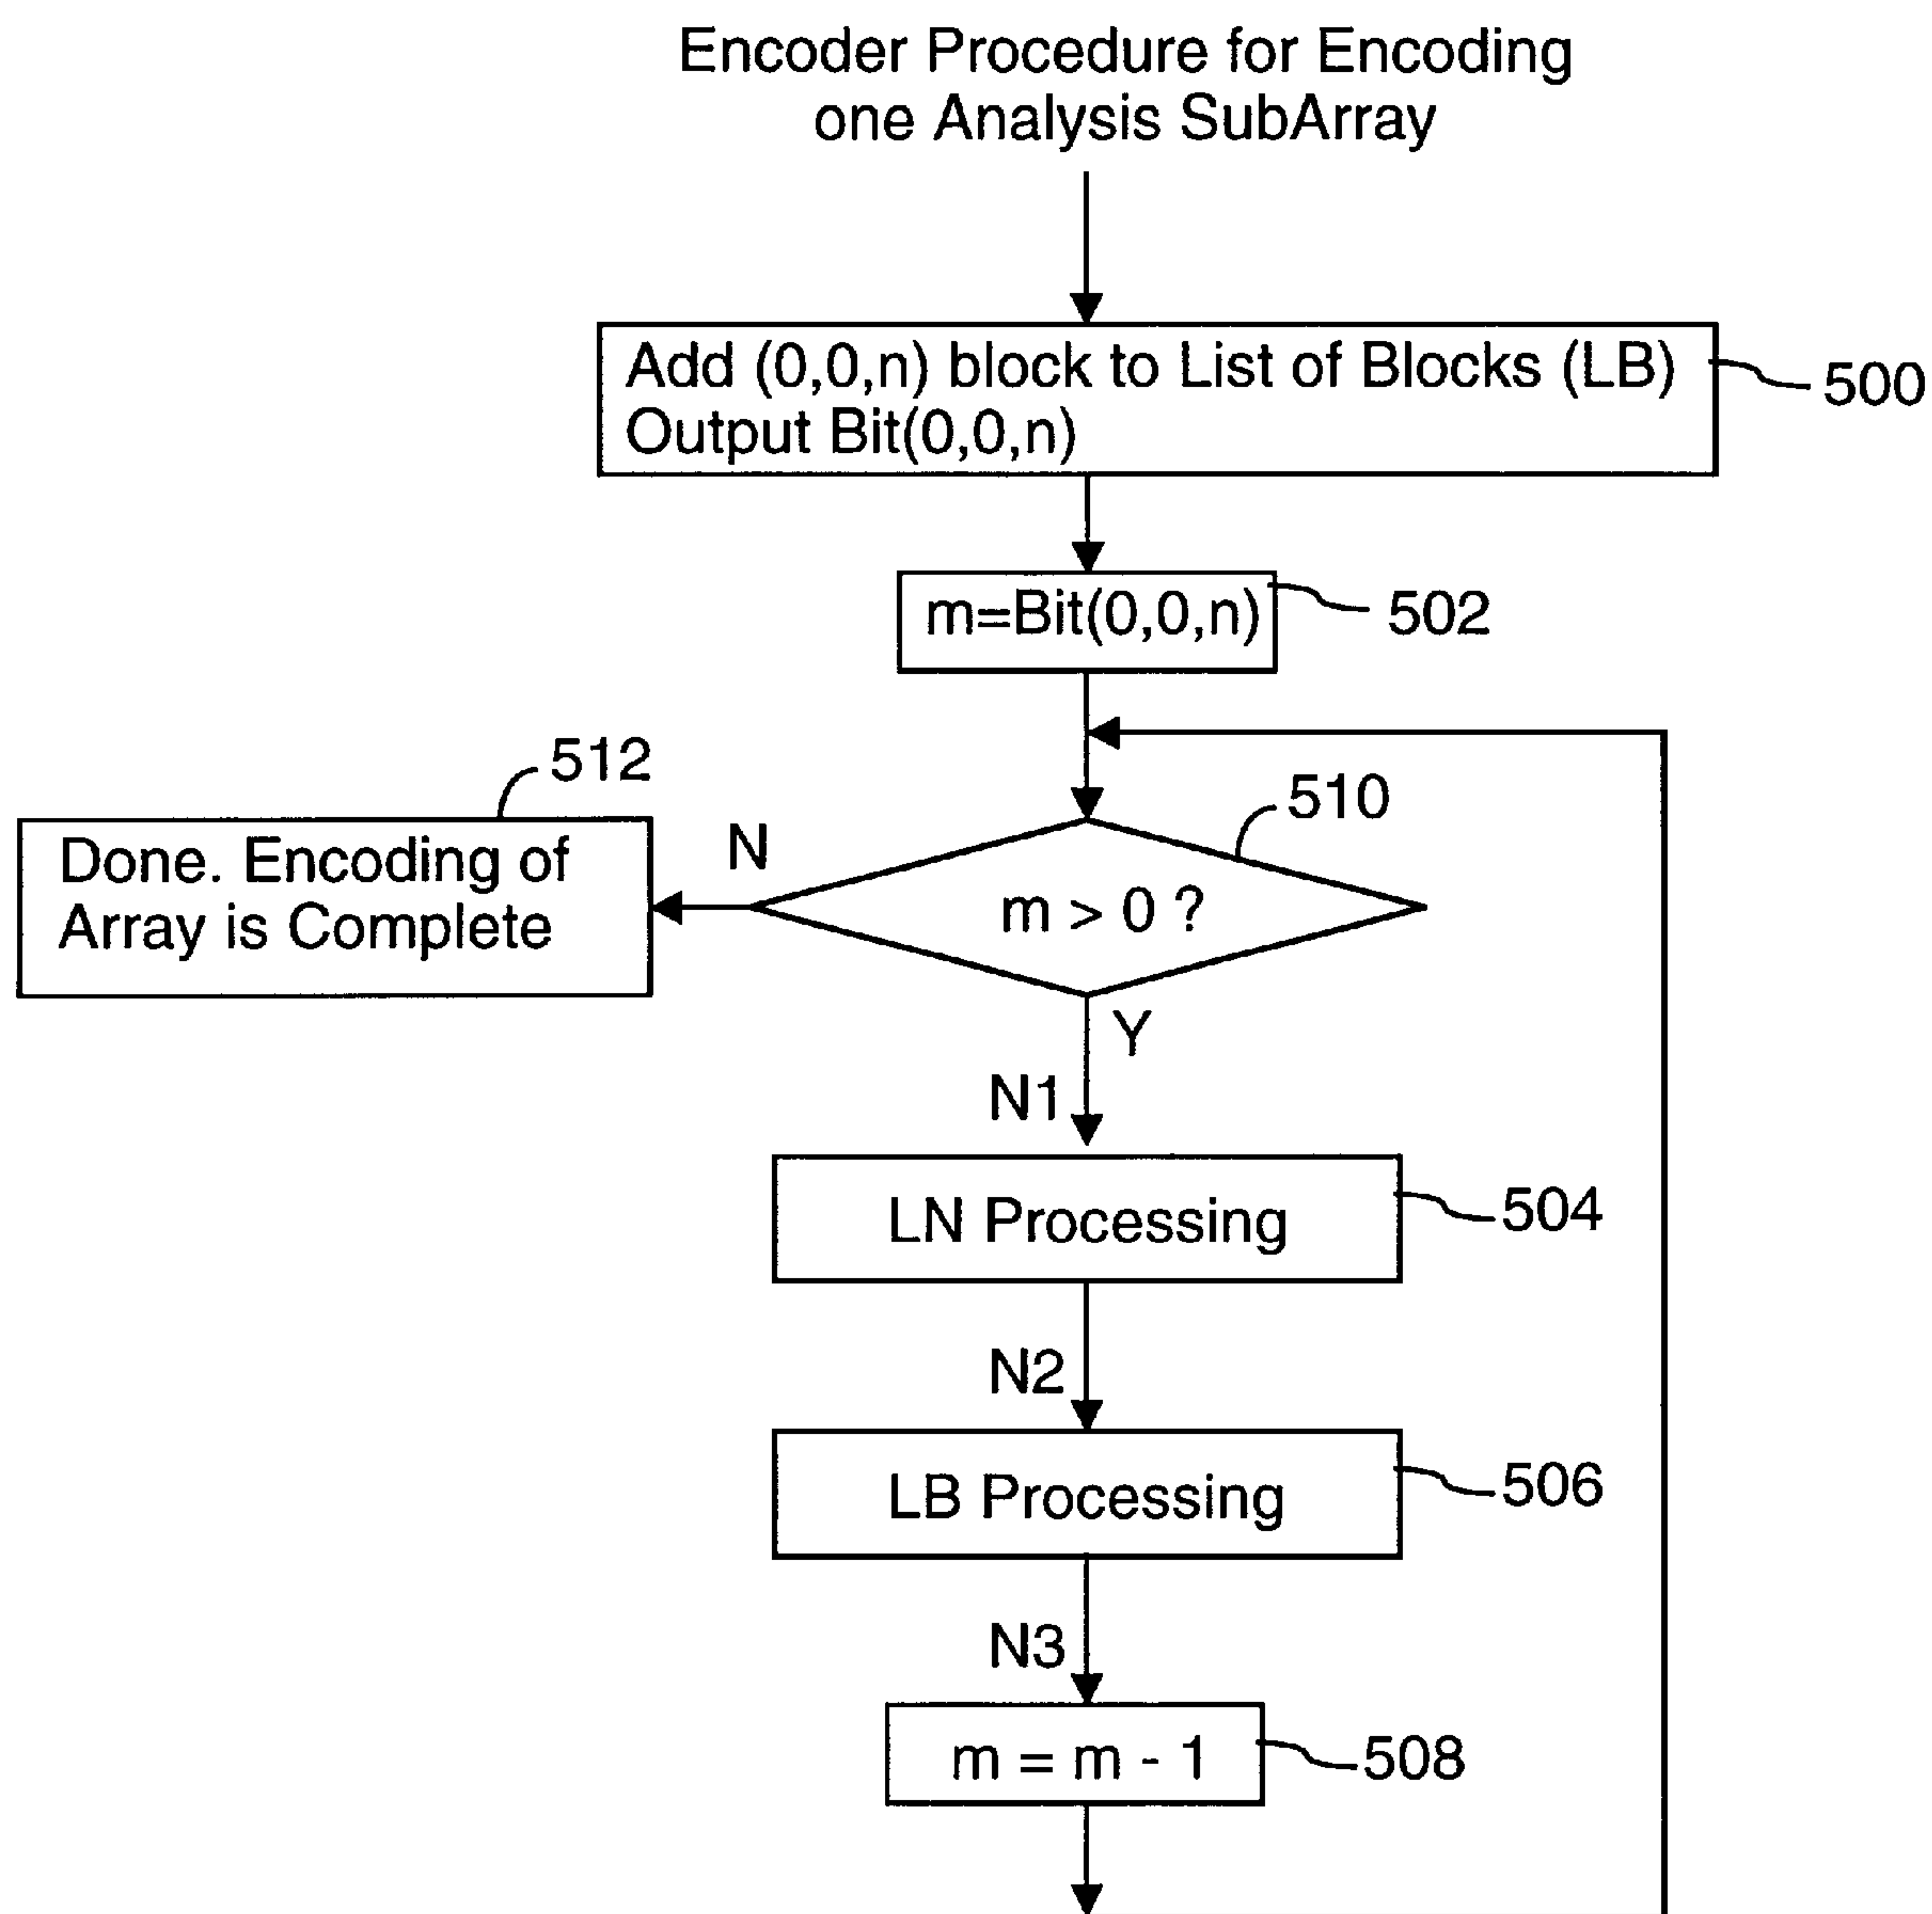 Encoder Procedure for Encoding
one Analysis SubArray
Add (0,0,n) block to List of Blocks (LB)
Output Bit(0,0,n)
500
m=Bit(0,0,n)
502
512
510
Done. Encoding of
Array is Complete
N
m > 0 ?
Y
N1
LN Processing
504
N2
LB Processing
506
N3
m = m - 1
508